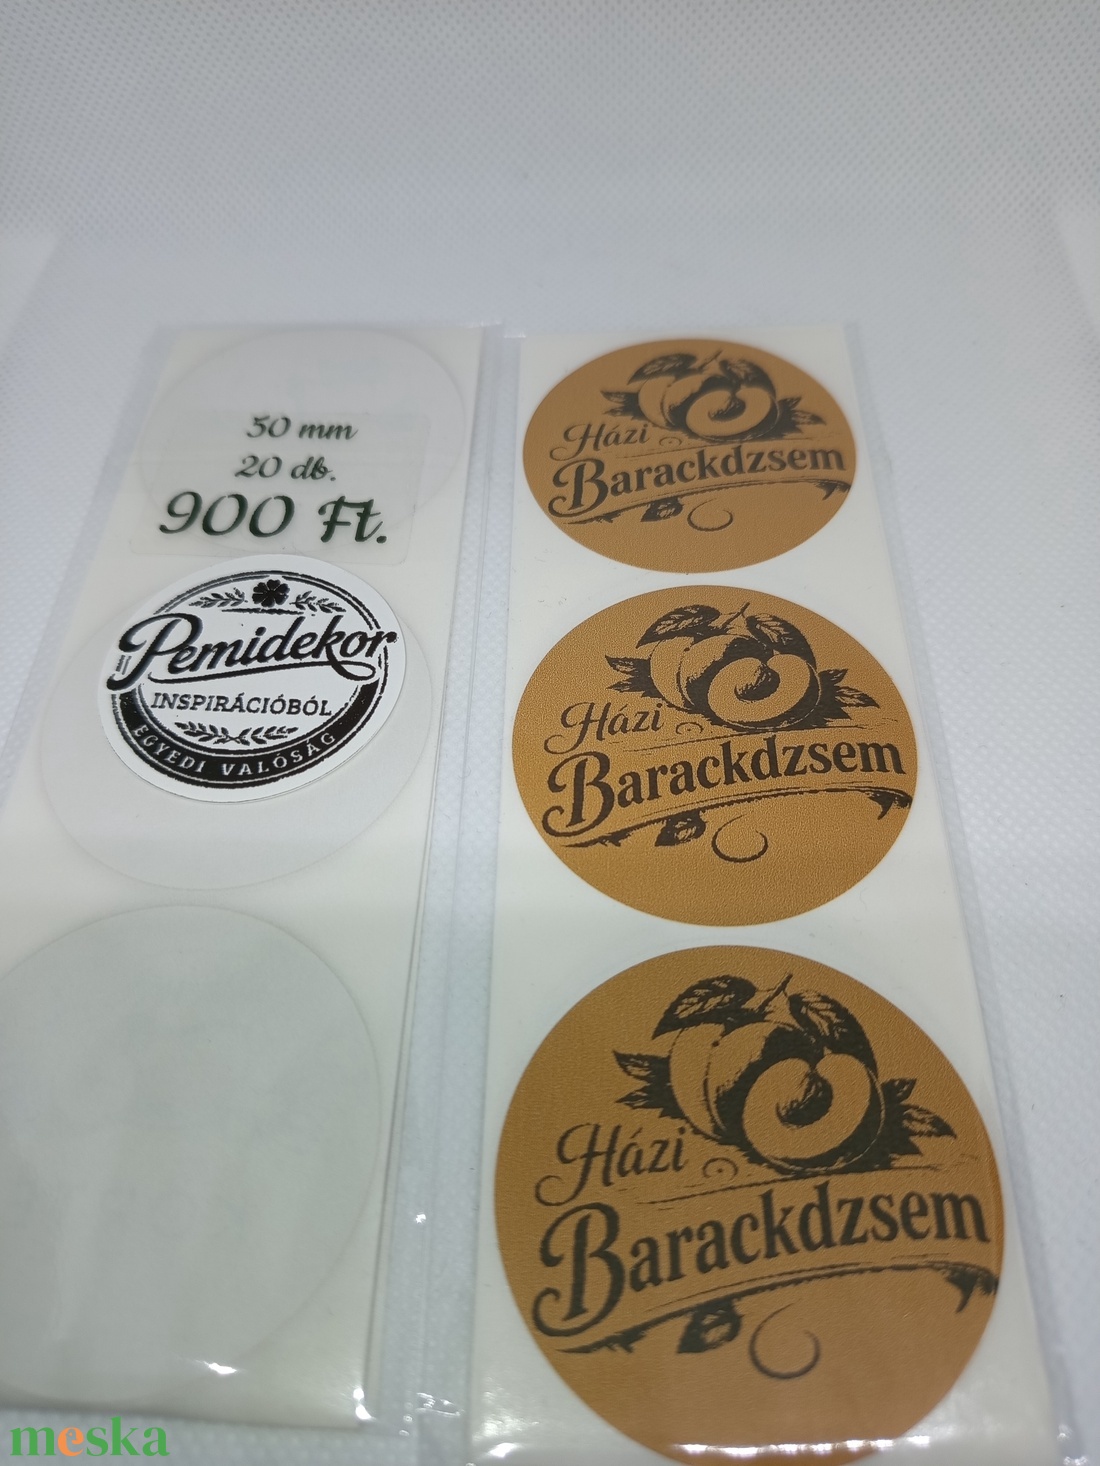 50 mm
20 db.
900 Ft.
Pemidekor
INSPIRÁCIÓBÓL
EGYEDI VALÓSÁG
Házi
Barackdzsem
Házi
Barackdzsem
Házi
Barackdzsem
meska